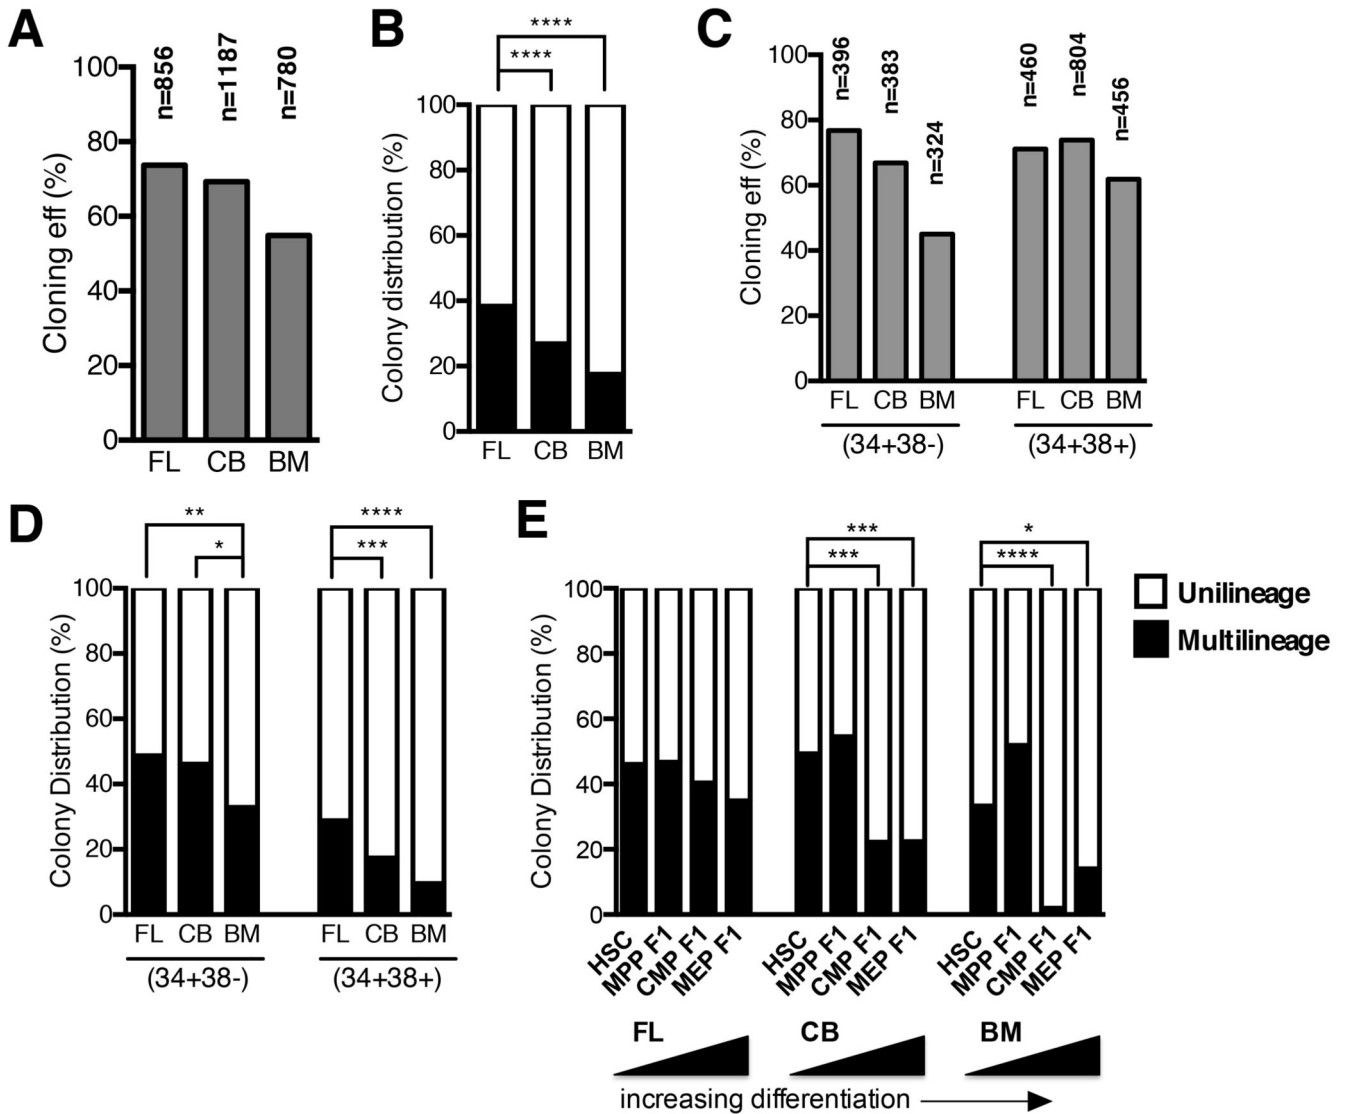 A
n=856
n=1187
n=780
100
80
60
40
20
0
Cloning eff (%)
FL CB BM
B
****
****
100
80
60
40
20
0
Colony distribution (%)
FL CB BM
C
n=396
n=383
n=324
n=460
n=804
n=456
100
80
60
40
20
0
Cloning eff (%)
FL CB BM
FL CB BM
(34+38-)
(34+38+)
D
**
*
****
***
100
80
60
40
20
0
Colony Distribution (%)
FL CB BM
FL CB BM
(34+38-)
(34+38+)
E
***
***
*
****
100
80
60
40
20
0
Colony Distribution (%)
HSC
MPP F1
CMP F1
MEP F1
HSC
MPP F1
CMP F1
MEP F1
HSC
MPP F1
CMP F1
MEP F1
FL
CB
BM
increasing differentiation
Unilineage
Multilineage